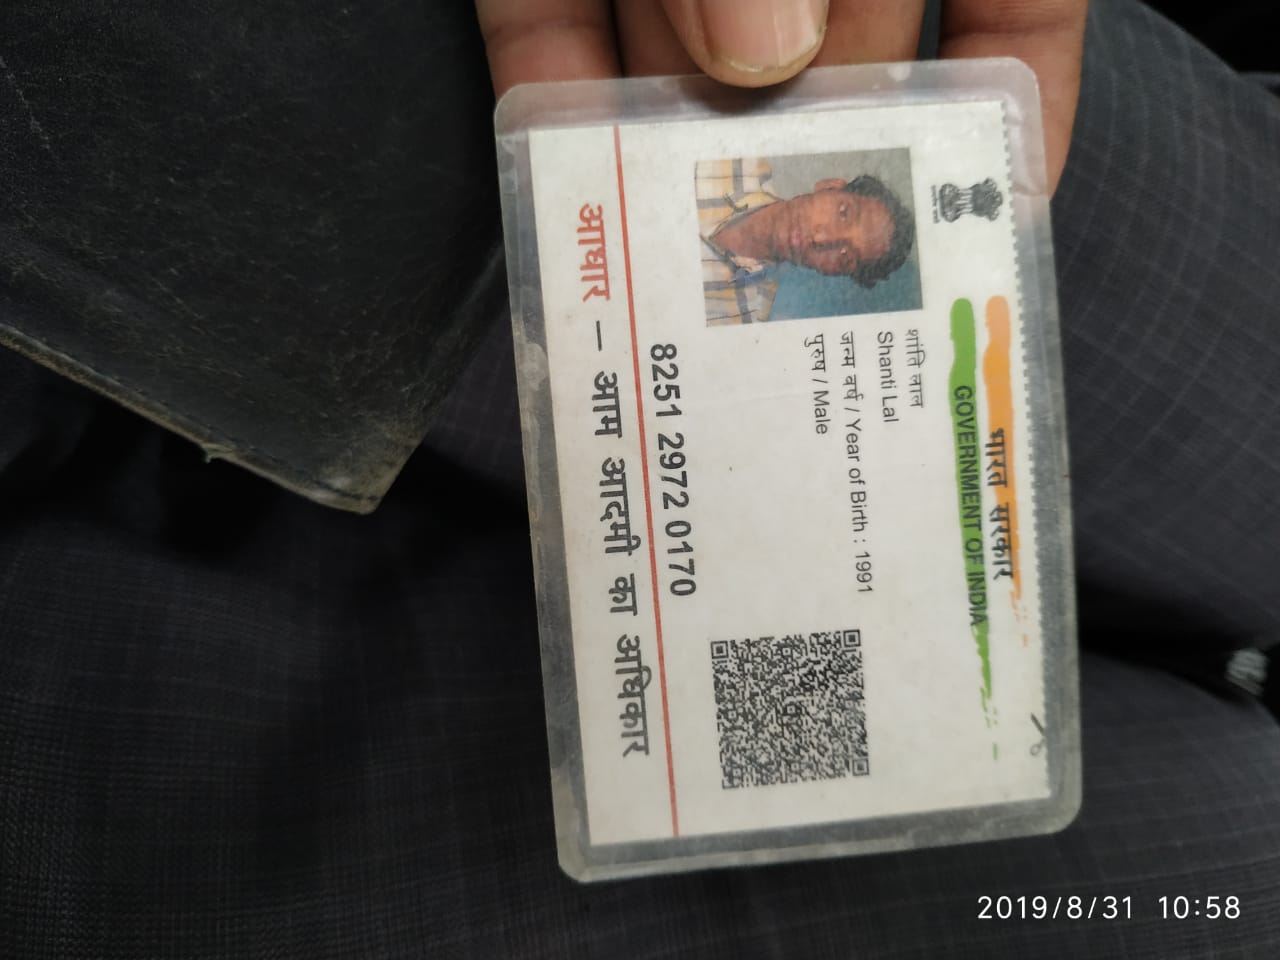 भारत सरकार
GOVERNMENT OF INDIA
शांति लाल
Shanti Lal
जन्म वर्ष / Year of Birth : 1991
पुरुष / Male
8251 2972 0170
आधार – आम आदमी का अधिकार
2019/8/31 10:58